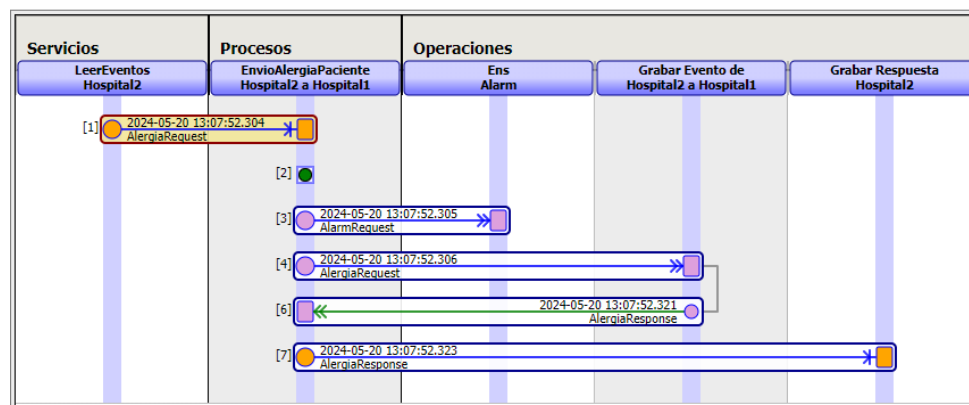 Servicios Procesos Operaciones
LeerEventos EnvioAlergiaPaciente Ens Grabar Evento de Grabar Respuesta
Hospital2 Hospital2 a Hospital1 Alarm Hospital2 a Hospital1 Hospital2
[1] 2024-05-20 13:07:52.304
AlergiaRequest
[2]
[3] 2024-05-20 13:07:52.305
AlarmRequest
[4] 2024-05-20 13:07:52.306
AlergiaRequest
[6] 2024-05-20 13:07:52.321
AlergiaResponse
[7] 2024-05-20 13:07:52.323
AlergiaResponse